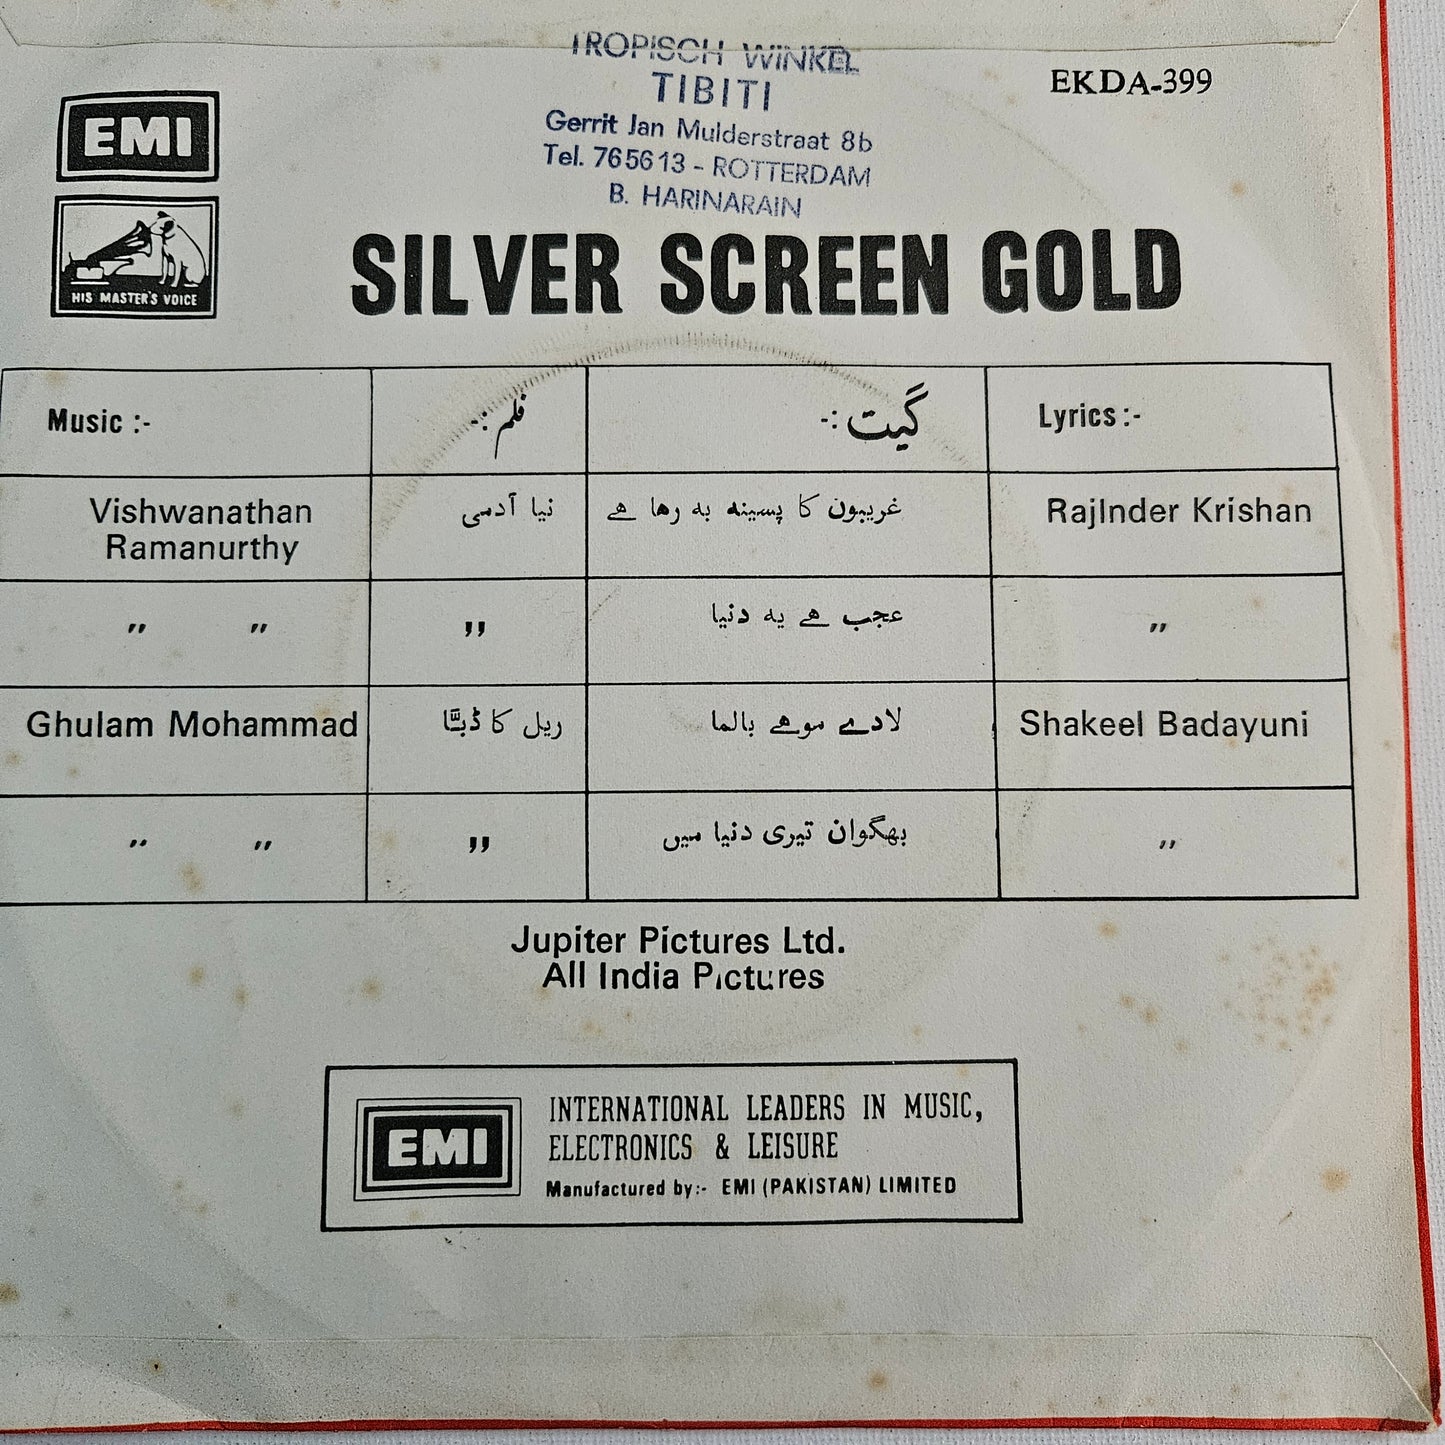 TROPISCH WINKEL
TIBITI
Gerrit Jan Mulderstraat 8b
Tel. 765613 - ROTTERDAM
B. HARINARAIN
EKDA-399
EMI
HIS MASTER'S VOICE
SILVER SCREEN GOLD
Music :- فلم :- گیت :- Lyrics :-
Vishwanathan Ramanurthy نیا آدمی غریبوں کا پسینہ بہ رہا ہے RajInder Krishan
" " " عجب ہے یہ دنیا "
Ghulam Mohammad ریل کا ڈبّا لادے موہے بالما Shakeel Badayuni
" " " بھگوان تیری دنیا میں "
Jupiter Pictures Ltd.
All India Pictures
EMI
INTERNATIONAL LEADERS IN MUSIC,
ELECTRONICS & LEISURE
Manufactured by:- EMI (PAKISTAN) LIMITED